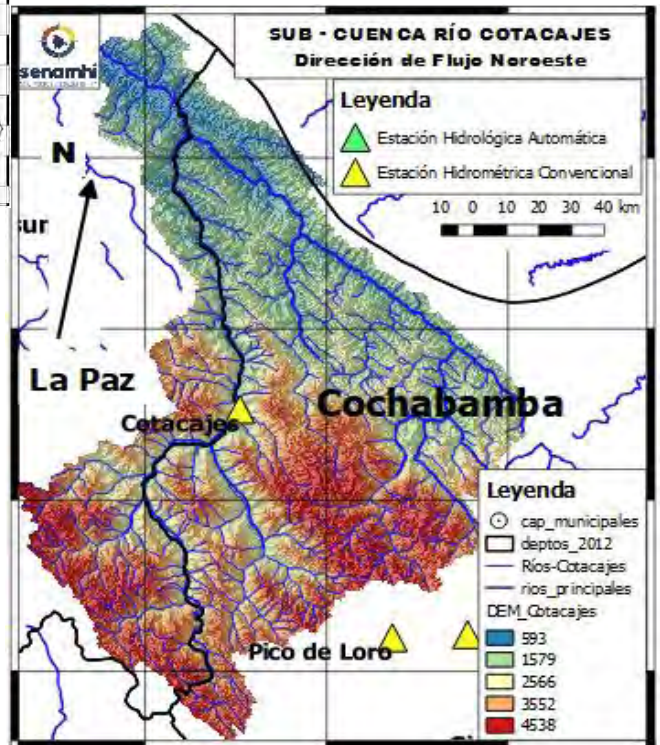 senamhi
SUB - CUENCA RÍO COTACAJES
Dirección de Flujo Noroeste
Leyenda
Estación Hidrológica Automática
Estación Hidrométrica Convencional
10 0 10 20 30 40 km
N
sur
La Paz
Cotacajes
Cochabamba
Pico de Loro
Leyenda
cap_municipales
deptos_2012
Ríos-Cotacajes
rios_principales
DEM_Cotacajes
593
1579
2566
3552
4538